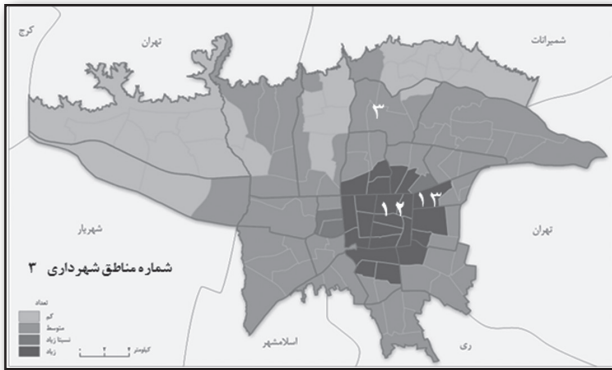 کرج
تهران
شمیرانات
۳
۱۲
۱۳
تهران
شهریار
شماره مناطق شهرداری ۳
تعداد
کم
متوسط
نسبتا زیاد
زیاد
کیلومتر
اسلامشهر
ری